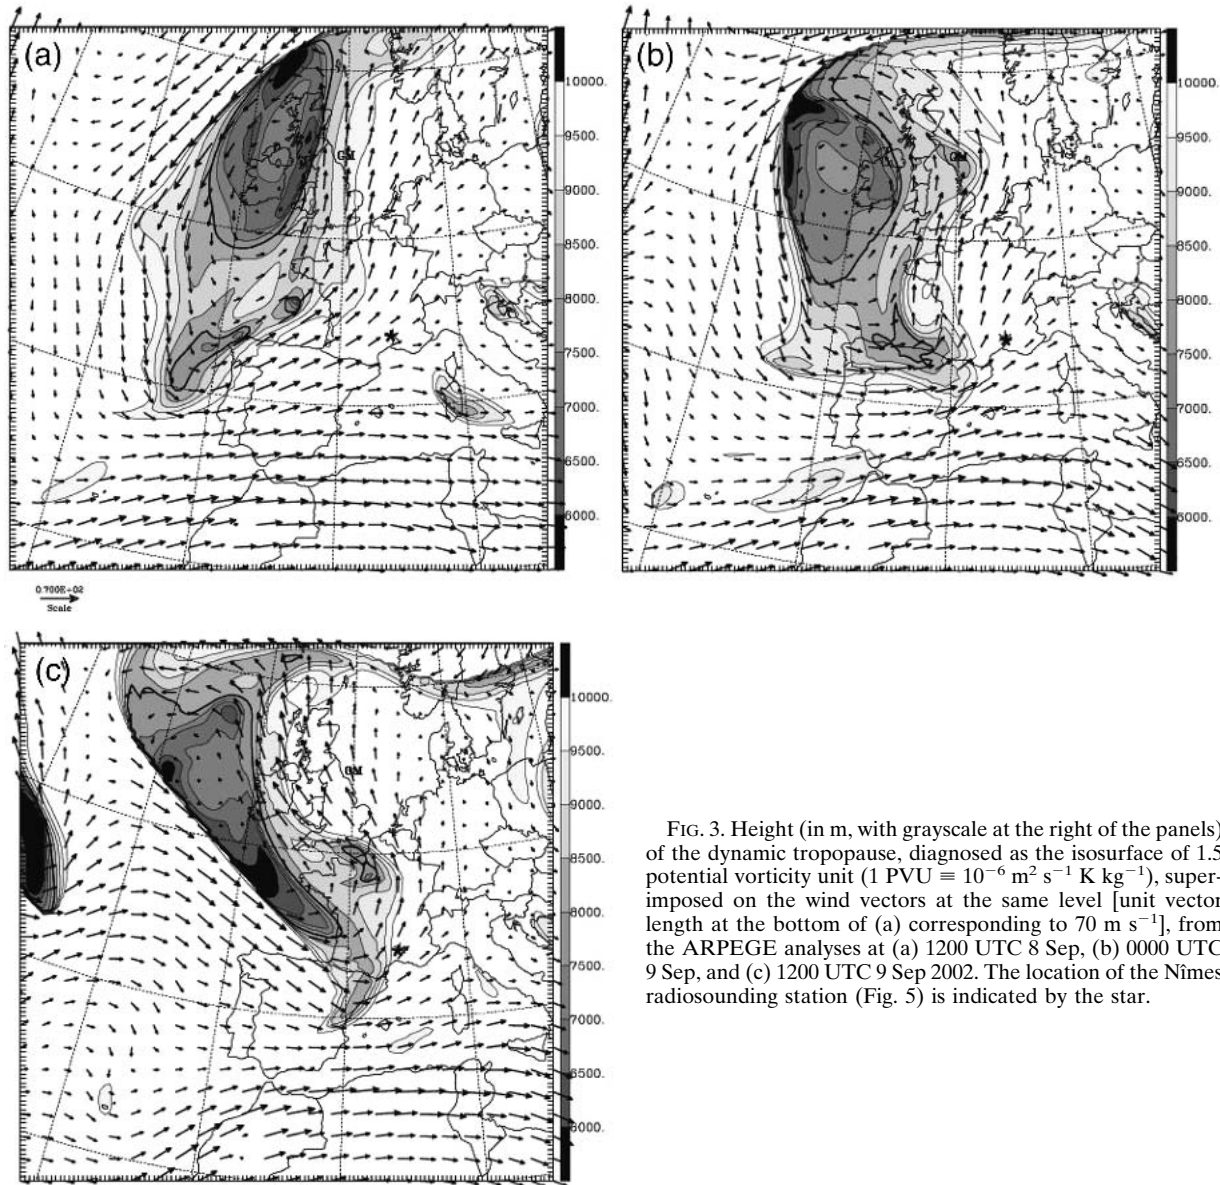 (a)
10000.
9500.
9000.
8500.
8000.
7500.
7000.
6500.
6000.
GM
0.700E+02
Scale
(b)
10000.
9500.
9000.
8500.
8000.
7500.
7000.
6500.
6000.
GM
(c)
10000.
9500.
9000.
8500.
8000.
7500.
7000.
6500.
6000.
GM
FIG. 3. Height (in m, with grayscale at the right of the panels)
of the dynamic tropopause, diagnosed as the isosurface of 1.5
potential vorticity unit (1 PVU ≡ 10⁻⁶ m² s⁻¹ K kg⁻¹), super-
imposed on the wind vectors at the same level [unit vector
length at the bottom of (a) corresponding to 70 m s⁻¹], from
the ARPEGE analyses at (a) 1200 UTC 8 Sep, (b) 0000 UTC
9 Sep, and (c) 1200 UTC 9 Sep 2002. The location of the Nîmes
radiosounding station (Fig. 5) is indicated by the star.